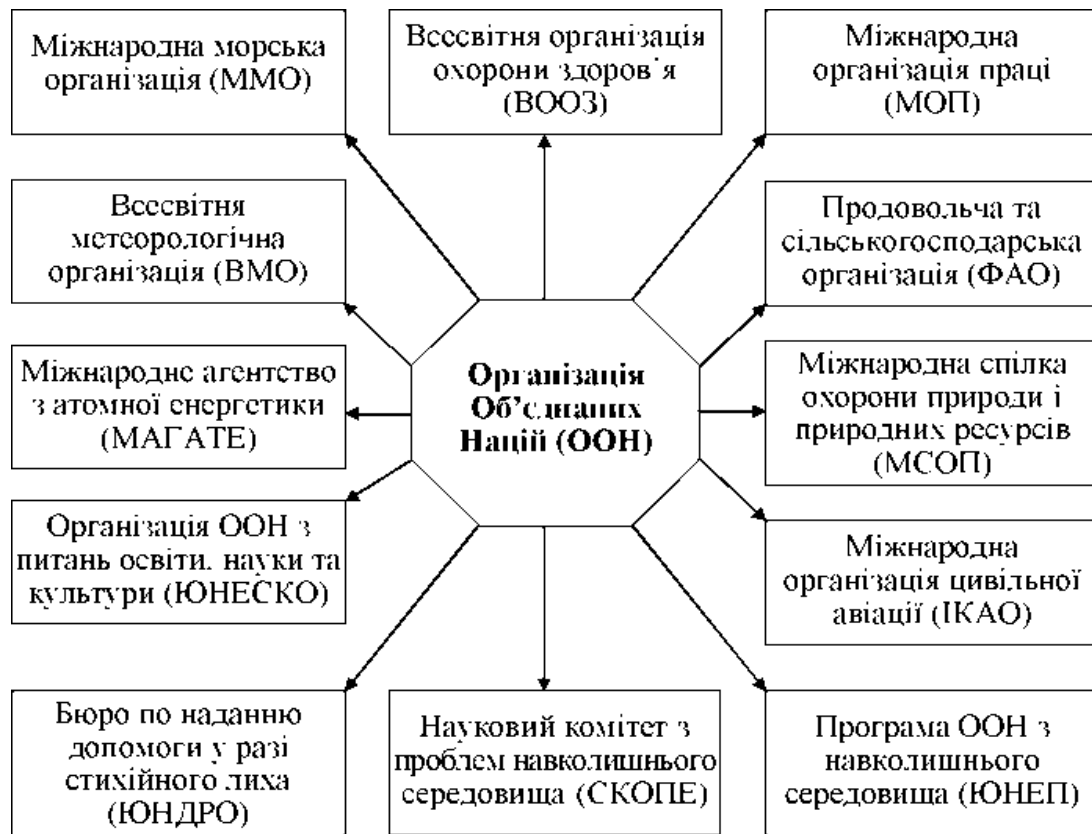 Міжнародна морська
організація (ММО)
Всесвітня організація
охорони здоров'я
(ВООЗ)
Міжнародна
організація праці
(МОП)
Всесвітня
метеорологічна
організація (ВМО)
Продовольча та
сільськогосподарська
організація (ФАО)
Організація
Об'єднаних
Націй (ООН)
Міжнародне агентство
з атомної енергетики
(МАГАТЕ)
Міжнародна спілка
охорони природи і
природних ресурсів
(МСОП)
Організація ООН з
питань освіти, науки та
культури (ЮНЕСКО)
Міжнародна
організація цивільної
авіації (ІКАО)
Бюро по наданню
допомоги у разі
стихійного лиха
(ЮНДРО)
Науковий комітет з
проблем навколишнього
середовища (СКОПЕ)
Програма ООН з
навколишнього
середовища (ЮНЕП)